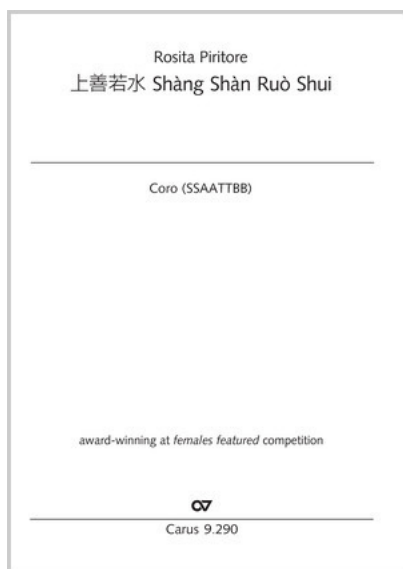 Rosita Piritore
上善若水 Shàng Shàn Ruò Shui
Coro (SSAATTBB)
award-winning at females featured competition
Carus 9.290